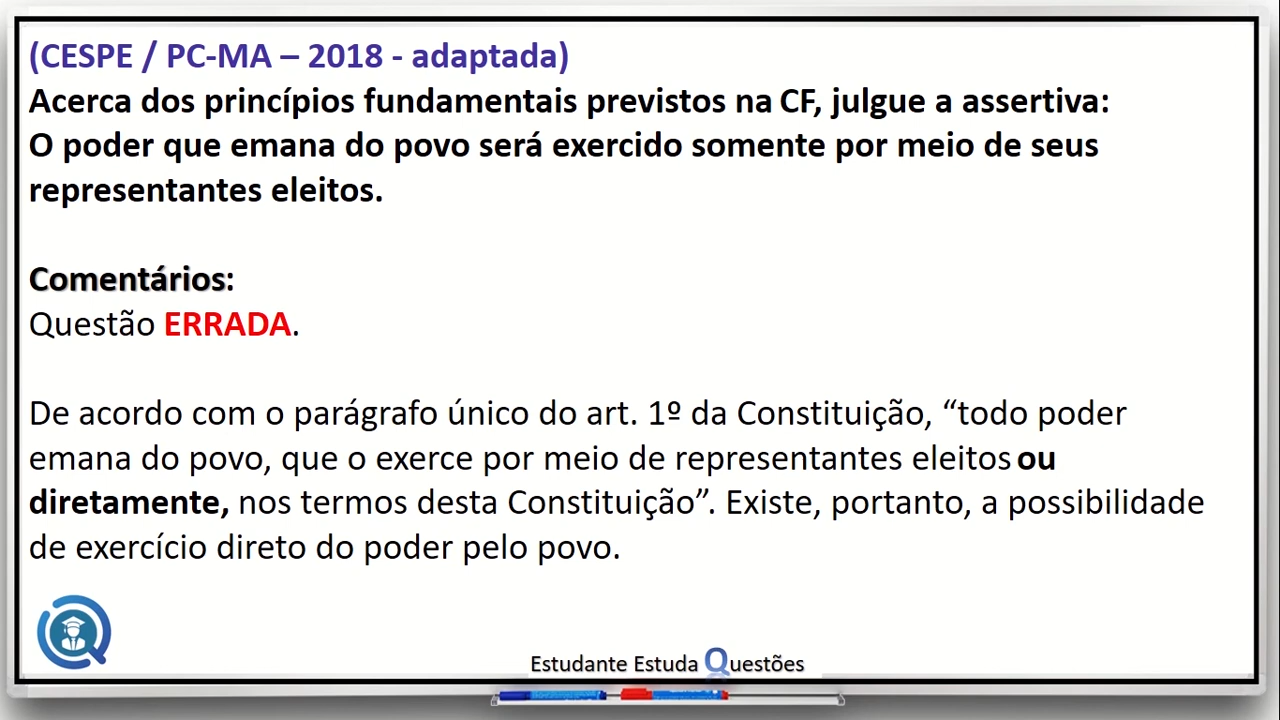 (CESPE / PC-MA – 2018 - adaptada)
Acerca dos princípios fundamentais previstos na CF, julgue a assertiva:
O poder que emana do povo será exercido somente por meio de seus
representantes eleitos.
Comentários:
Questão ERRADA.
De acordo com o parágrafo único do art. 1º da Constituição, “todo poder
emana do povo, que o exerce por meio de representantes eleitos ou
diretamente, nos termos desta Constituição”. Existe, portanto, a possibilidade
de exercício direto do poder pelo povo.
Estudante Estuda Questões